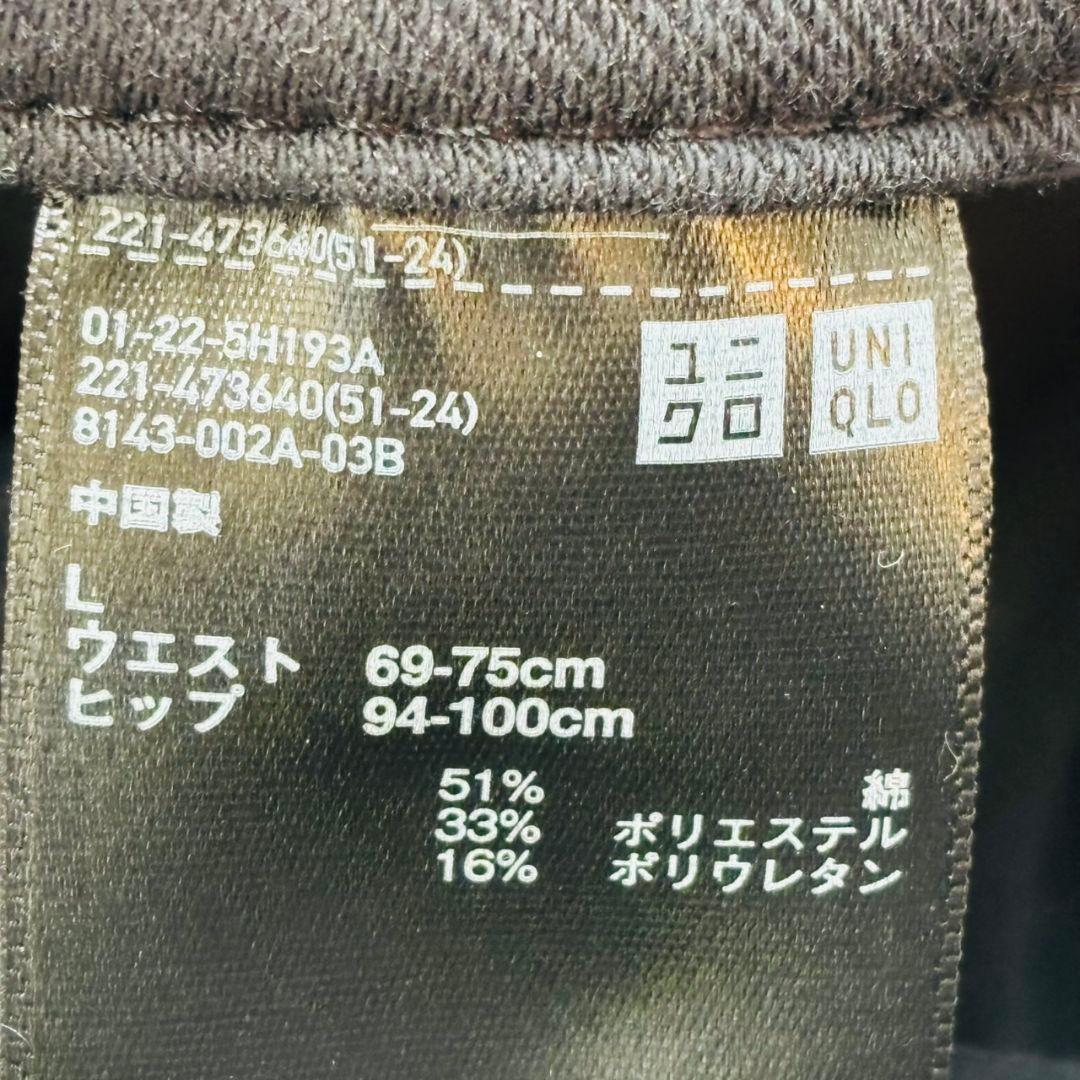 221-473640(51-24)
01-22-5H193A
221-473640(51-24)
8143-002A-03B
ユニ
クロ
UNI
QLO
中国製
L
ウエスト 69-75cm
ヒップ 94-100cm
51% 綿
33% ポリエステル
16% ポリウレタン